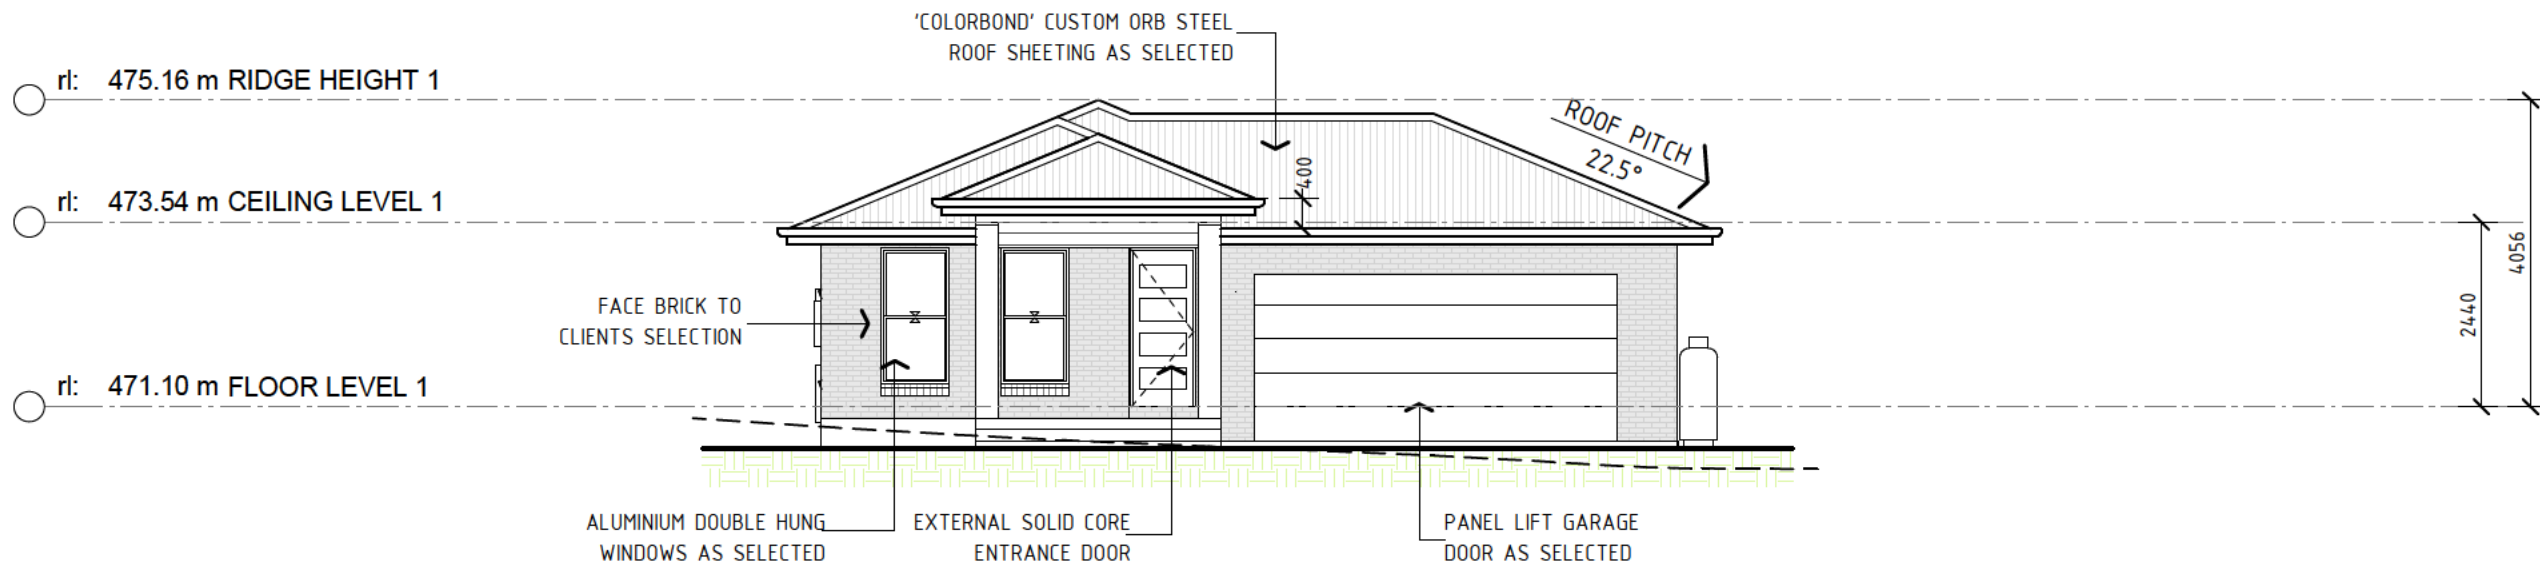 'COLORBOND' CUSTOM ORB STEEL
ROOF SHEETING AS SELECTED
rl: 475.16 m RIDGE HEIGHT 1
ROOF PITCH
22.5°
400
rl: 473.54 m CEILING LEVEL 1
4056
2440
FACE BRICK TO
CLIENTS SELECTION
rl: 471.10 m FLOOR LEVEL 1
ALUMINIUM DOUBLE HUNG
WINDOWS AS SELECTED
EXTERNAL SOLID CORE
ENTRANCE DOOR
PANEL LIFT GARAGE
DOOR AS SELECTED